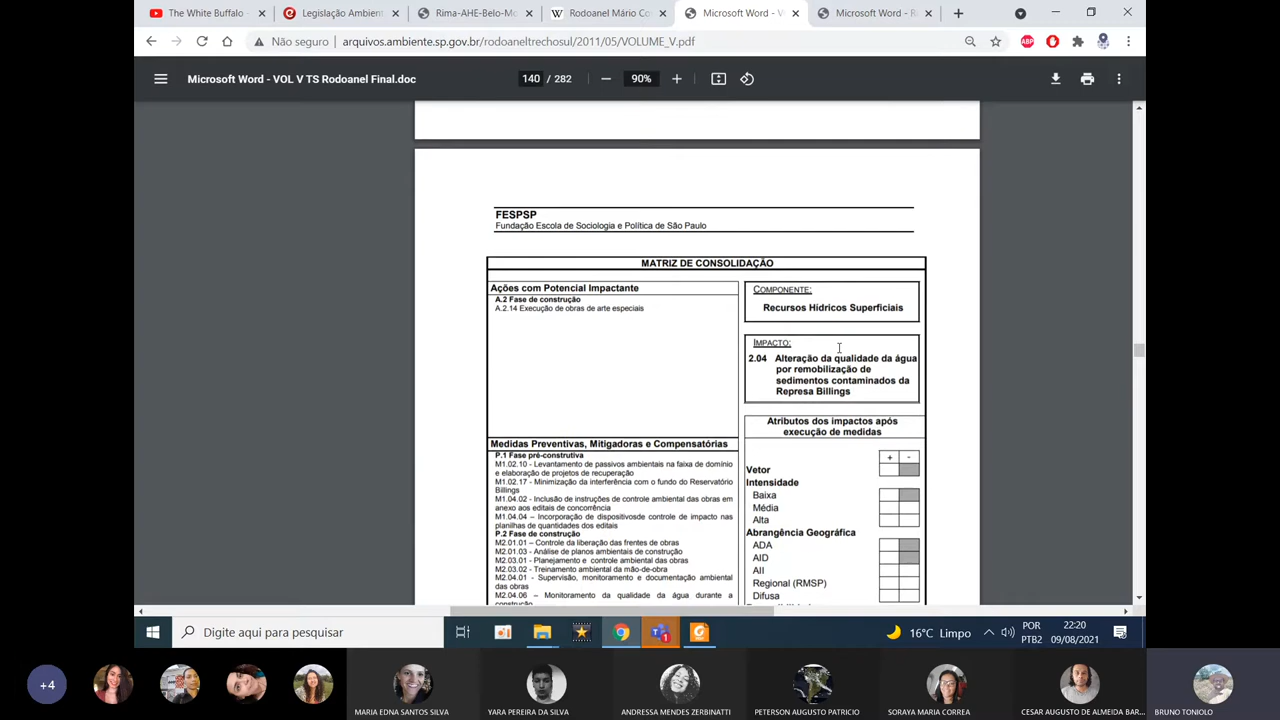 The White Buffalo -
Legislação Ambient
Rima-AHE-Belo-Mo
Rodoanel Mário Co
Microsoft Word - V
Microsoft Word - R
Não seguro
arquivos.ambiente.sp.gov.br/rodoaneltrechosul/2011/05/VOLUME_V.pdf
ABP
Microsoft Word - VOL V TS Rodoanel Final.doc
140 / 282
90%
FESPSP
Fundação Escola de Sociologia e Política de São Paulo
MATRIZ DE CONSOLIDAÇÃO
Ações com Potencial Impactante
A.2 Fase de construção
A.2.14 Execução de obras de arte especiais
COMPONENTE:
Recursos Hídricos Superficiais
IMPACTO:
2.04 Alteração da qualidade da água
por remobilização de
sedimentos contaminados da
Represa Billings
Atributos dos impactos após
execução de medidas
Medidas Preventivas, Mitigadoras e Compensatórias
P.1 Fase pré-construtiva
M1.02.10 - Levantamento de passivos ambientais na faixa de domínio
e elaboração de projetos de recuperação
M1.02.17 - Minimização da interferência com o fundo do Reservatório
Billings
M1.04.02 - Inclusão de instruções de controle ambiental das obras em
anexo aos editais de concorrência
M1.04.04 – Incorporação de dispositivosde controle de impacto nas
planilhas de quantidades dos editais
P.2 Fase de construção
M2.01.01 – Controle da liberação das frentes de obras
M2.01.03 - Análise de planos ambientais de construção
M2.03.01 - Planejamento e controle ambiental das obras
M2.03.02 - Treinamento ambiental da mão-de-obra
M2.04.01 - Supervisão, monitoramento e documentação ambiental
das obras
M2.04.06 – Monitoramento da qualidade da água durante a
construção
+ -
Vetor
Intensidade
Baixa
Média
Alta
Abrangência Geográfica
ADA
AID
AII
Regional (RMSP)
Difusa
Digite aqui para pesquisar
1
16°C Limpo
POR
PTB2
22:20
09/08/2021
+4
MARIA EDNA SANTOS SILVA
YARA PEREIRA DA SILVA
ANDRESSA MENDES ZERBINATTI
PETERSON AUGUSTO PATRICIO
SORAYA MARIA CORREA
CESAR AUGUSTO DE ALMEIDA BAR...
BRUNO TONIOLO